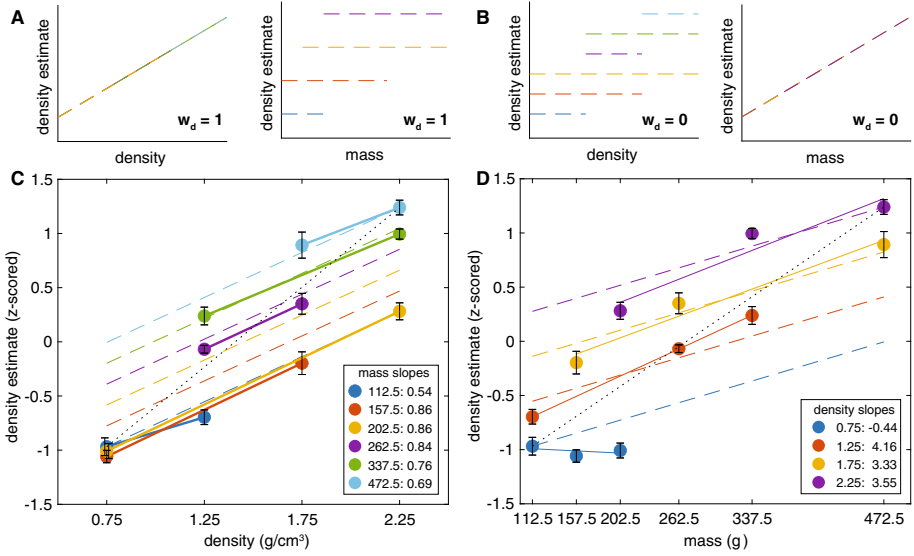 A
density estimate
w_d = 1
density
density estimate
w_d = 1
mass
B
density estimate
w_d = 0
density
density estimate
w_d = 0
mass
C
density estimate (z-scored)
1.5
1
0.5
0
-0.5
-1
-1.5
0.75 1.25 1.75 2.25
density (g/cm³)
mass slopes
112.5: 0.54
157.5: 0.86
202.5: 0.86
262.5: 0.84
337.5: 0.76
472.5: 0.69
D
density estimate (z-scored)
1.5
1
0.5
0
-0.5
-1
-1.5
112.5 157.5 202.5 262.5 337.5 472.5
mass (g)
density slopes
0.75: -0.44
1.25: 4.16
1.75: 3.33
2.25: 3.55